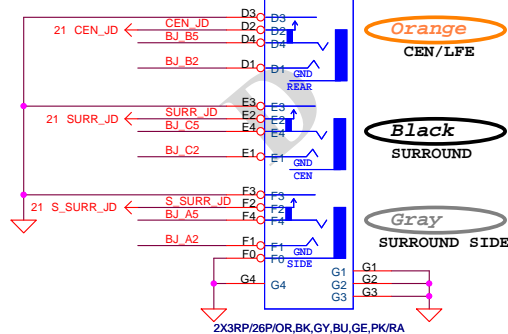 D3 D3
21 CEN_JD CEN_JD D2 D2
BJ_B5 D4 D4
BJ_B2 D1 D1
GND
REAR
Orange
CEN/LFE
E3 E3
21 SURR_JD SURR_JD E2 E2
BJ_C5 E4 E4
BJ_C2 E1 E1
GND
CEN
Black
SURROUND
D
F3 F3
21 S_SURR_JD S_SURR_JD F2 F2
BJ_A5 F4 F4
BJ_A2 F1 F1
GND
F0 F0
SIDE
Gray
SURROUND SIDE
G1 G1
G4 G4 G2 G2
G3 G3
2X3RP/26P/OR,BK,GY,BU,GE,PK/RA